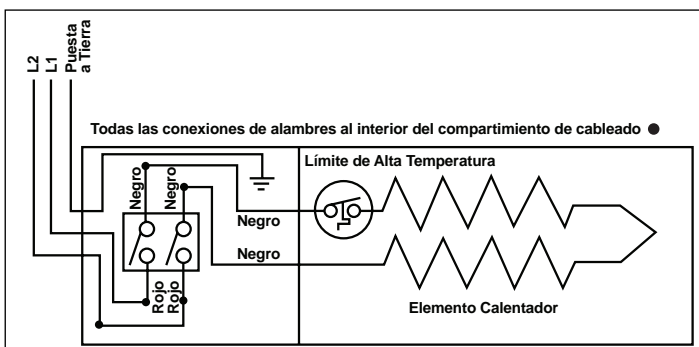 L2
L1
Puesta
a Tierra
Todas las conexiones de alambres al interior del compartimiento de cableado
Límite de Alta Temperatura
Negro
Negro
Negro
Negro
Rojo
Rojo
Elemento Calentador